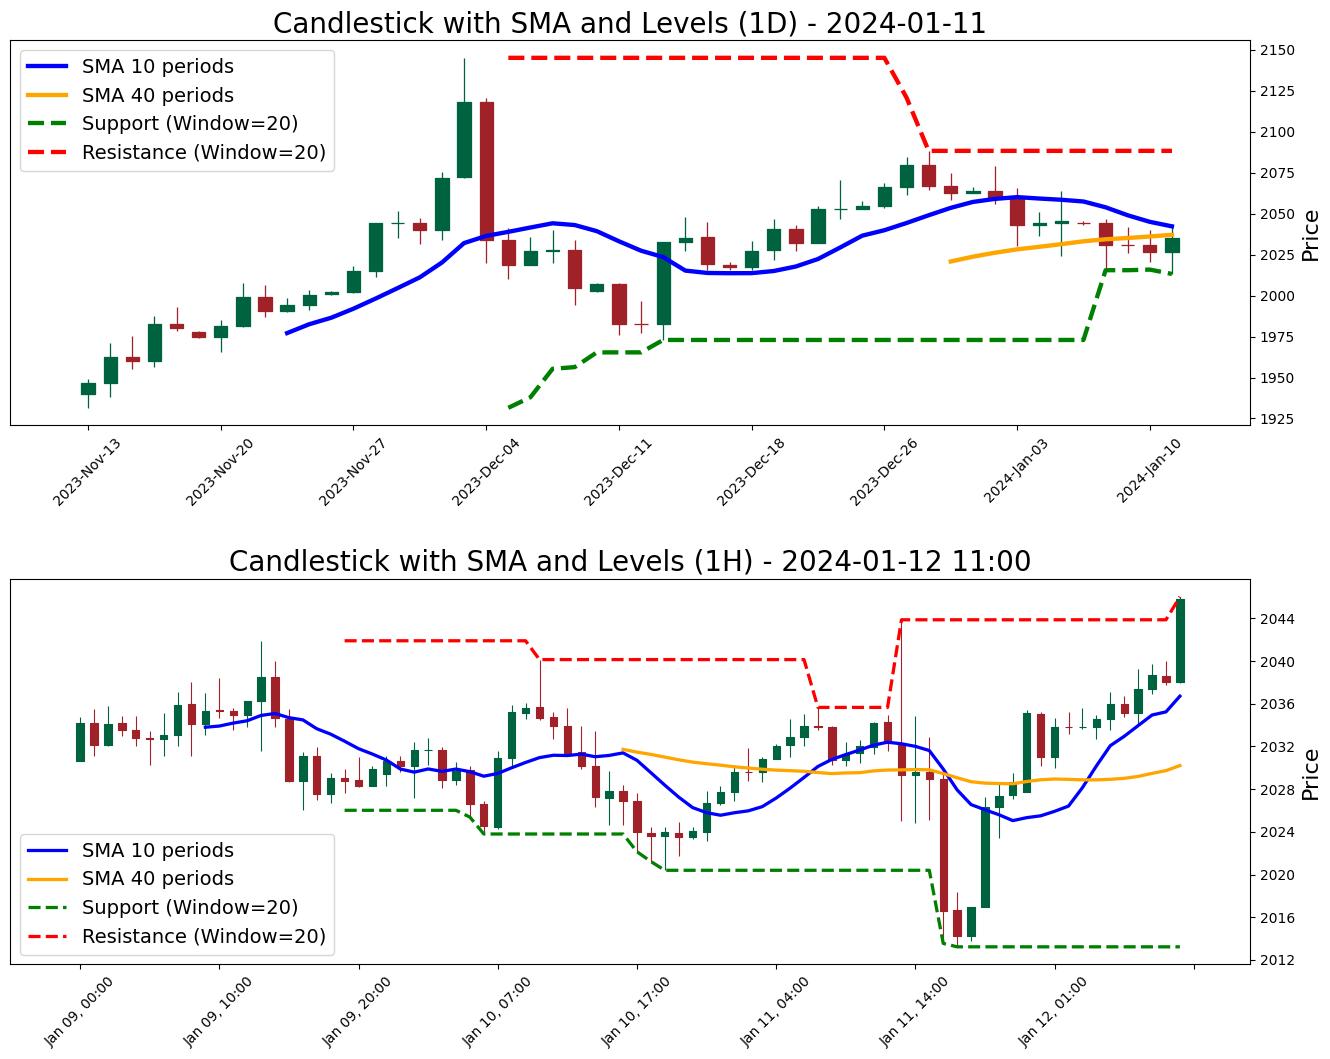 Candlestick with SMA and Levels (1D) - 2024-01-11
SMA 10 periods
SMA 40 periods
Support (Window=20)
Resistance (Window=20)
2150
2125
2100
2075
2050
2025
2000
1975
1950
1925
Price
2023-Nov-13
2023-Nov-20
2023-Nov-27
2023-Dec-04
2023-Dec-11
2023-Dec-18
2023-Dec-26
2024-Jan-03
2024-Jan-10
Candlestick with SMA and Levels (1H) - 2024-01-12 11:00
2044
2040
2036
2032
2028
2024
2020
2016
2012
Price
SMA 10 periods
SMA 40 periods
Support (Window=20)
Resistance (Window=20)
Jan 09, 00:00
Jan 09, 10:00
Jan 09, 20:00
Jan 10, 07:00
Jan 10, 17:00
Jan 11, 04:00
Jan 11, 14:00
Jan 12, 01:00